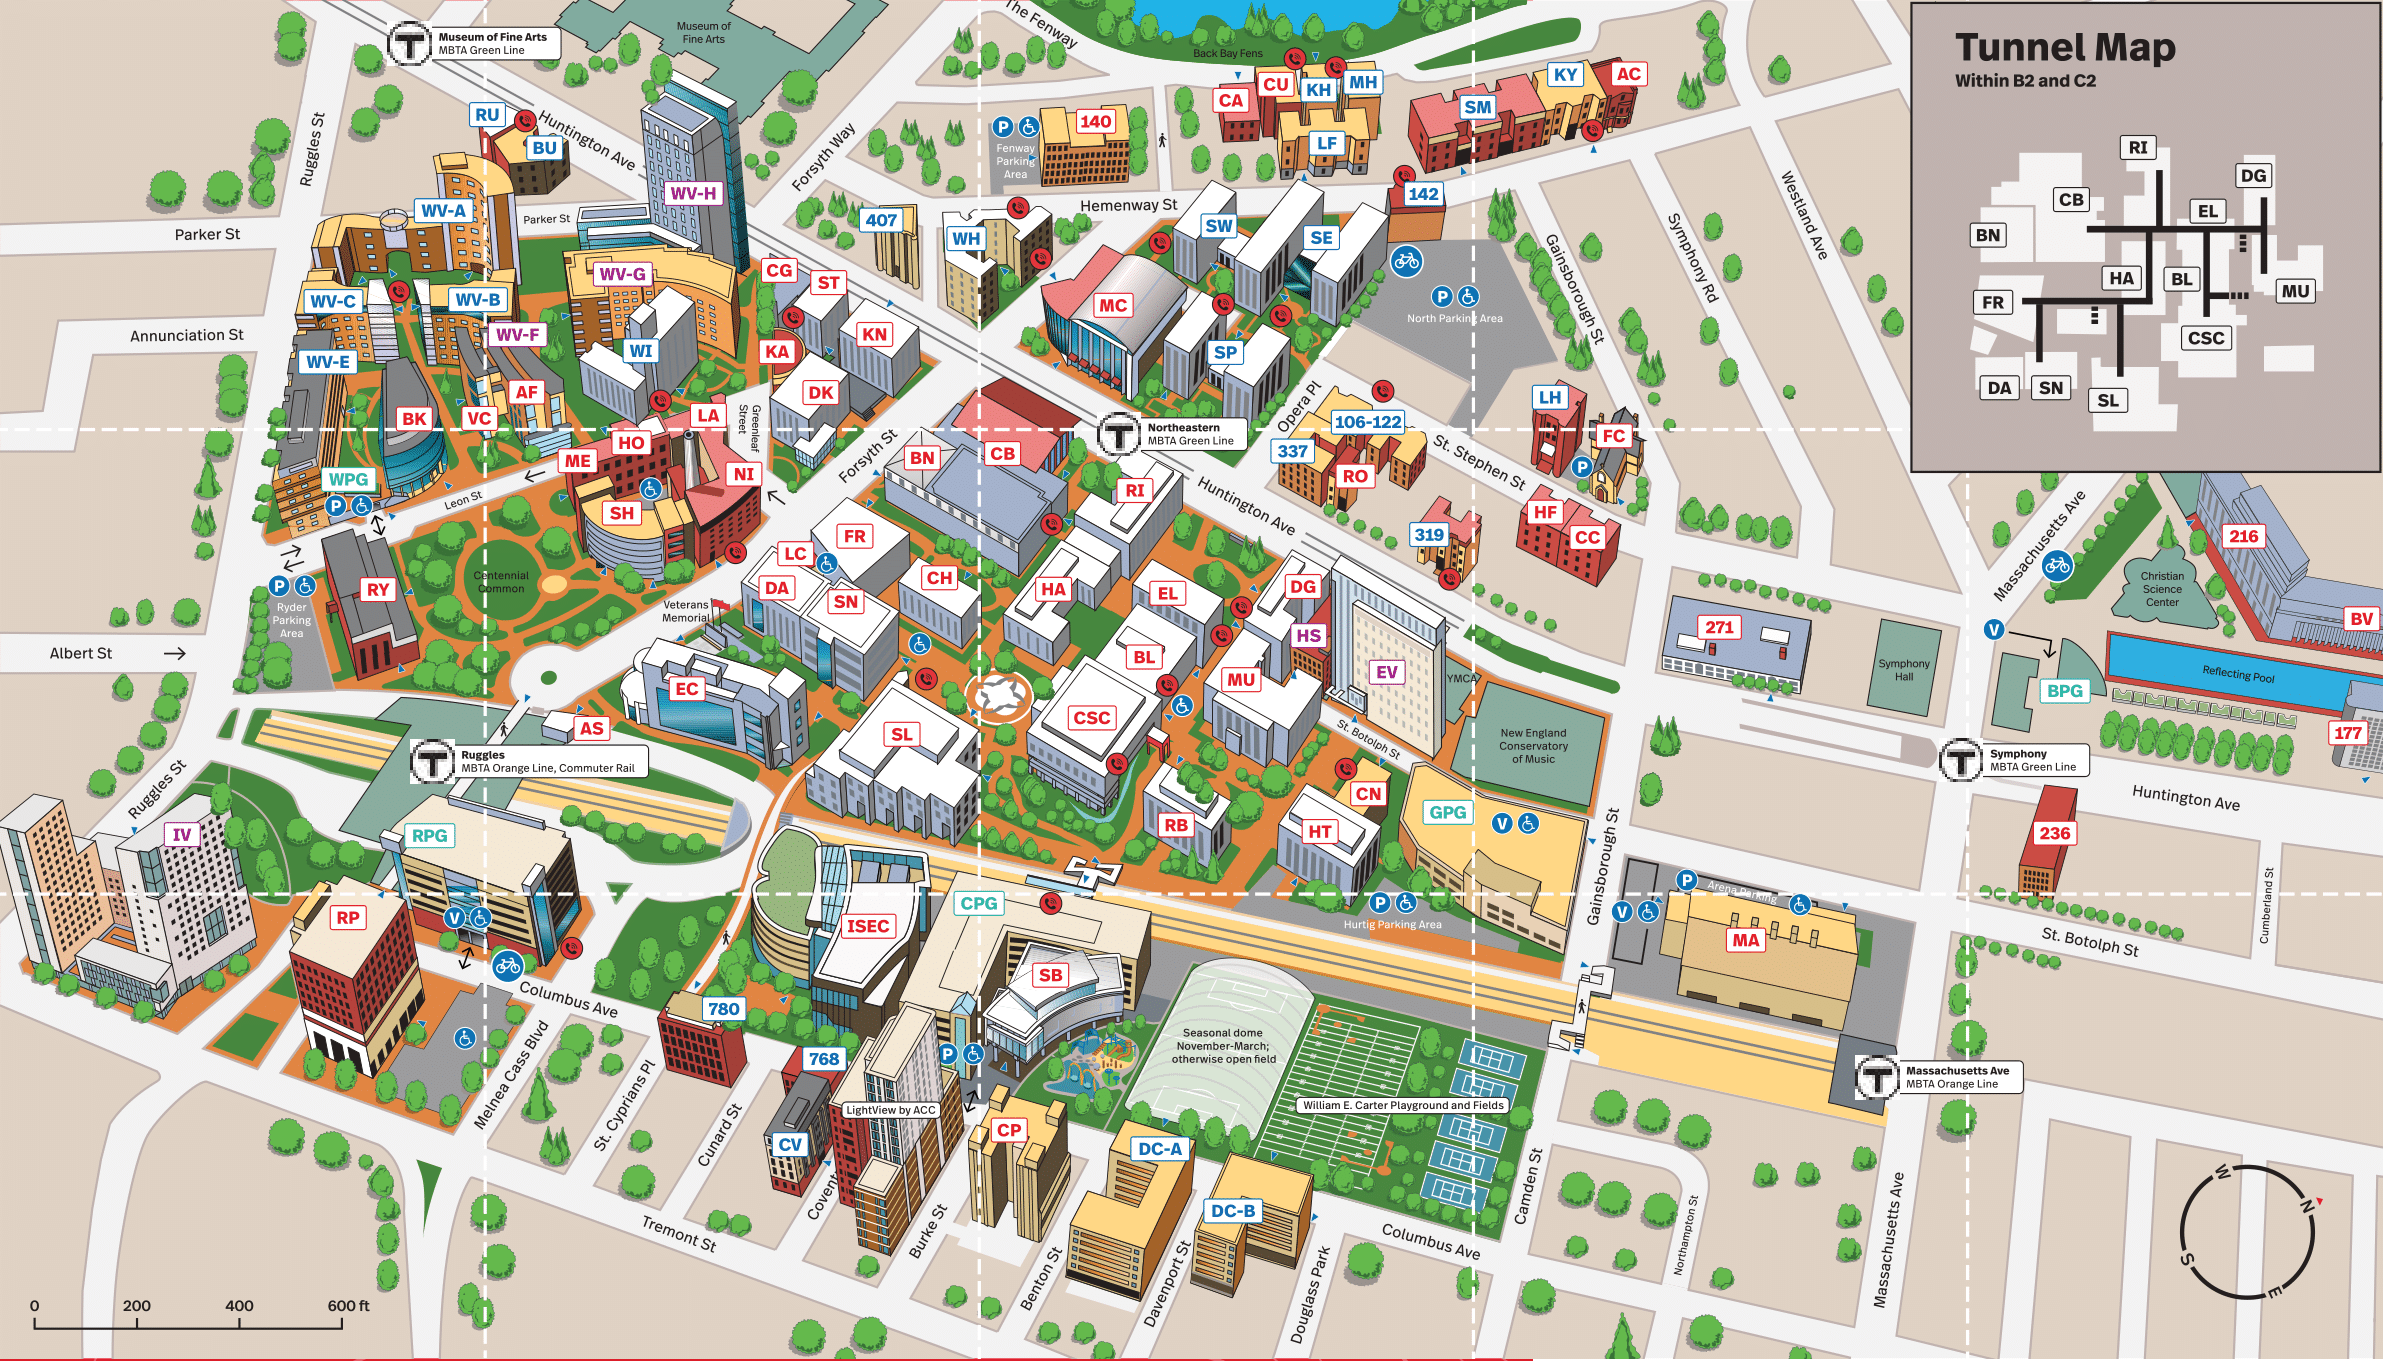 Museum of Fine Arts
MBTA Green Line
Museum of
Fine Arts
The Fenway
Back Bay Fens
Tunnel Map
Within B2 and C2
RI
CB
DG
EL
BN
HA
BL
MU
FR
CSC
DA
SN
SL
Ruggles St
Huntington Ave
Forsyth Way
RU
BU
WV-H
WV-A
Parker St
Parker St
140
P
Fenway
Parking
Area
CA
CU
KH
MH
LF
SM
KY
AC
142
Hemenway St
407
WH
SW
SE
Westland Ave
Symphony Rd
Gainsborough St
P
North Parking Area
WV-G
CG
ST
KN
KA
MC
SP
WV-C
WV-B
WV-F
WI
Annunciation St
WV-E
AF
DK
BK
VC
LA
Greenleaf
Street
HO
ME
NI
SH
Forsyth St
BN
CB
Northeastern
MBTA Green Line
Opera Pl
106-122
337
RO
St. Stephen St
LH
FC
P
HF
CC
319
WPG
P
Leon St
RI
Huntington Ave
Massachusetts Ave
216
Christian
Science
Center
BV
P
Ryder
Parking
Area
RY
Centennial
Common
LC
FR
DA
SN
CH
HA
EL
DG
HS
BL
MU
EV
YMCA
271
Symphony
Hall
V
BPG
Reflecting Pool
177
Albert St
Veterans
Memorial
EC
AS
SL
CSC
St. Botolph St
New England
Conservatory
of Music
Ruggles
MBTA Orange Line, Commuter Rail
Symphony
MBTA Green Line
Huntington Ave
Ruggles St
IV
RPG
RB
CN
HT
GPG
V
Gainsborough St
236
Cumberland St
St. Botolph St
RP
V
ISEC
CPG
SB
P
Hurtig Parking Area
P
Arena Parking
V
MA
Columbus Ave
780
768
P
Seasonal dome
November-March;
otherwise open field
William E. Carter Playground and Fields
Massachusetts Ave
MBTA Orange Line
Melnea Cass Blvd
St. Cyprians Pl
Cunard St
CV
LightView by ACC
CP
DC-A
DC-B
Tremont St
Burke St
Benton St
Davenport St
Douglass Park
Columbus Ave
Camden St
Northampton St
Massachusetts Ave
0 200 400 600 ft
W
N
S
E